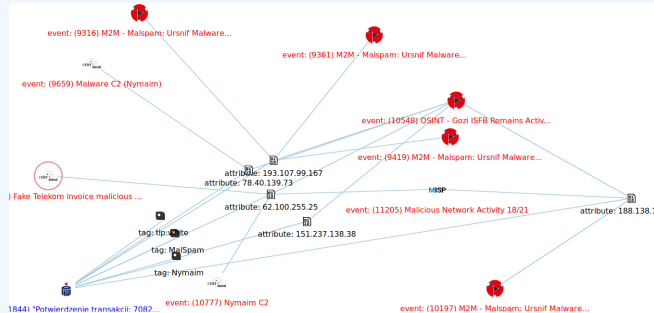 event: (9316) M2M - Malspam: Ursnif Malware...
event: (9361) M2M - Malspam: Ursnif Malware...
event: (9659) Malware C2 (Nymaim)
event: (10548) OSINT - Gozi ISFB Remains Activ...
event: (9419) M2M - Malspam: Ursnif Malware...
attribute: 193.107.99.167
attribute: 78.40.139.73
) Fake Telekom invoice malicious ...
MISP
attribute: 62.100.255.25
event: (11205) Malicious Network Activity 18/21
attribute: 188.138.1
tag: tlp:white
attribute: 151.237.138.38
tag: MalSpam
tag: Nymaim
event: (10777) Nymaim C2
1844) "Potwierdzenie transakcji: 7082...
event: (10197) M2M - Malspam: Ursnif Malware...